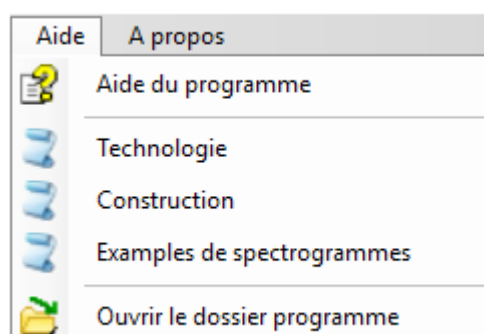 Aide A propos
Aide du programme
Technologie
Construction
Examples de spectrogrammes
Ouvrir le dossier programme